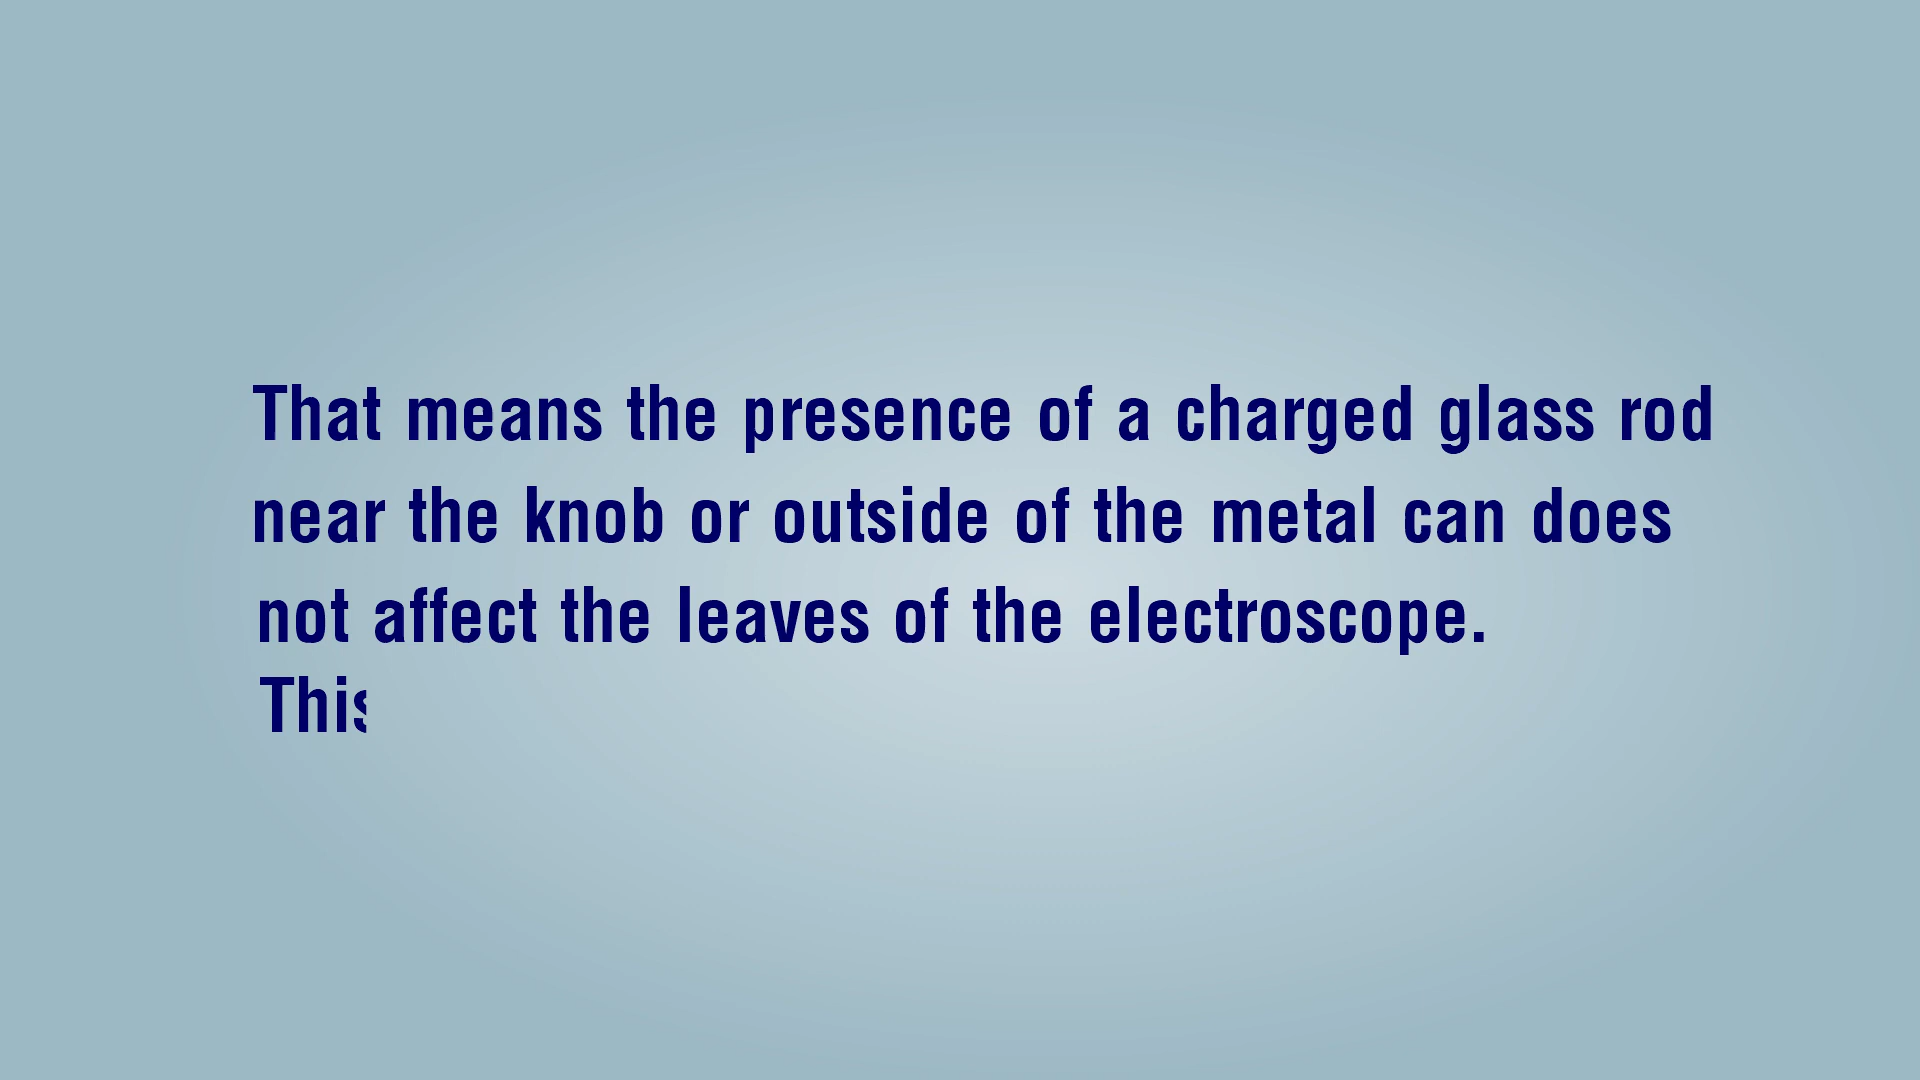 That means the presence of a charged glass rod
near the knob or outside of the metal can does
not affect the leaves of the electroscope.
This